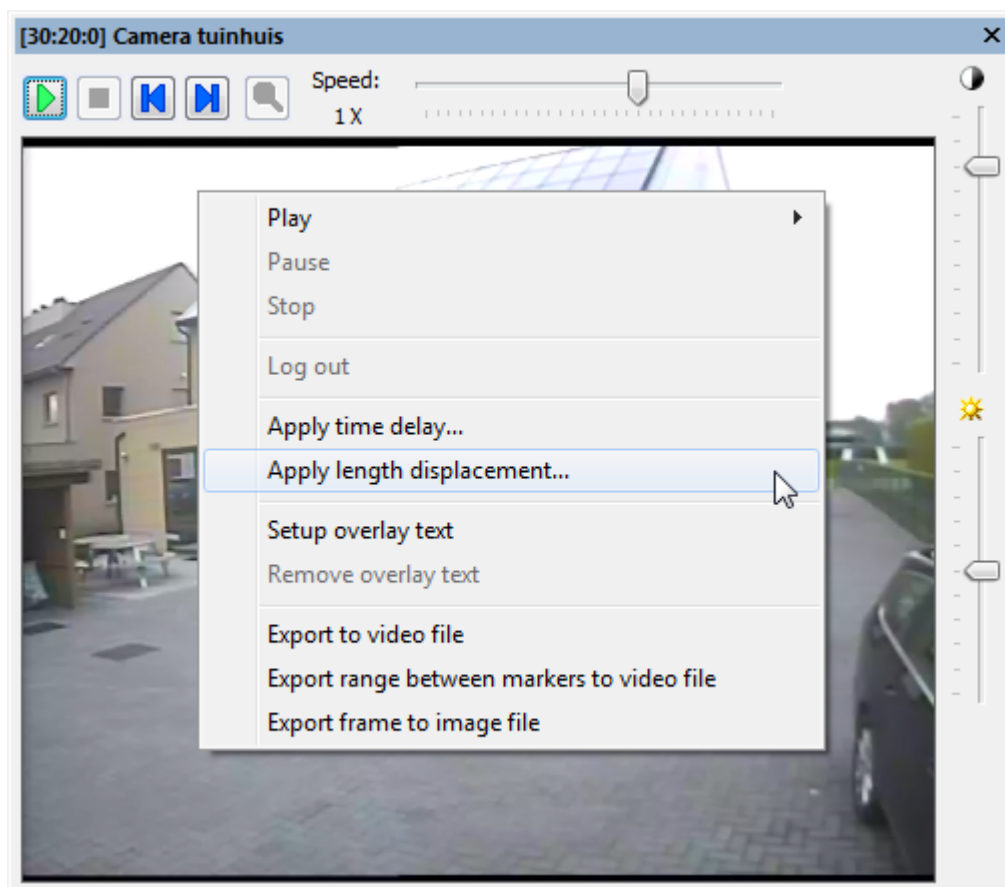 [30:20:0] Camera tuinhuis
Speed:
1 X
Play
Pause
Stop
Log out
Apply time delay...
Apply length displacement...
Setup overlay text
Remove overlay text
Export to video file
Export range between markers to video file
Export frame to image file